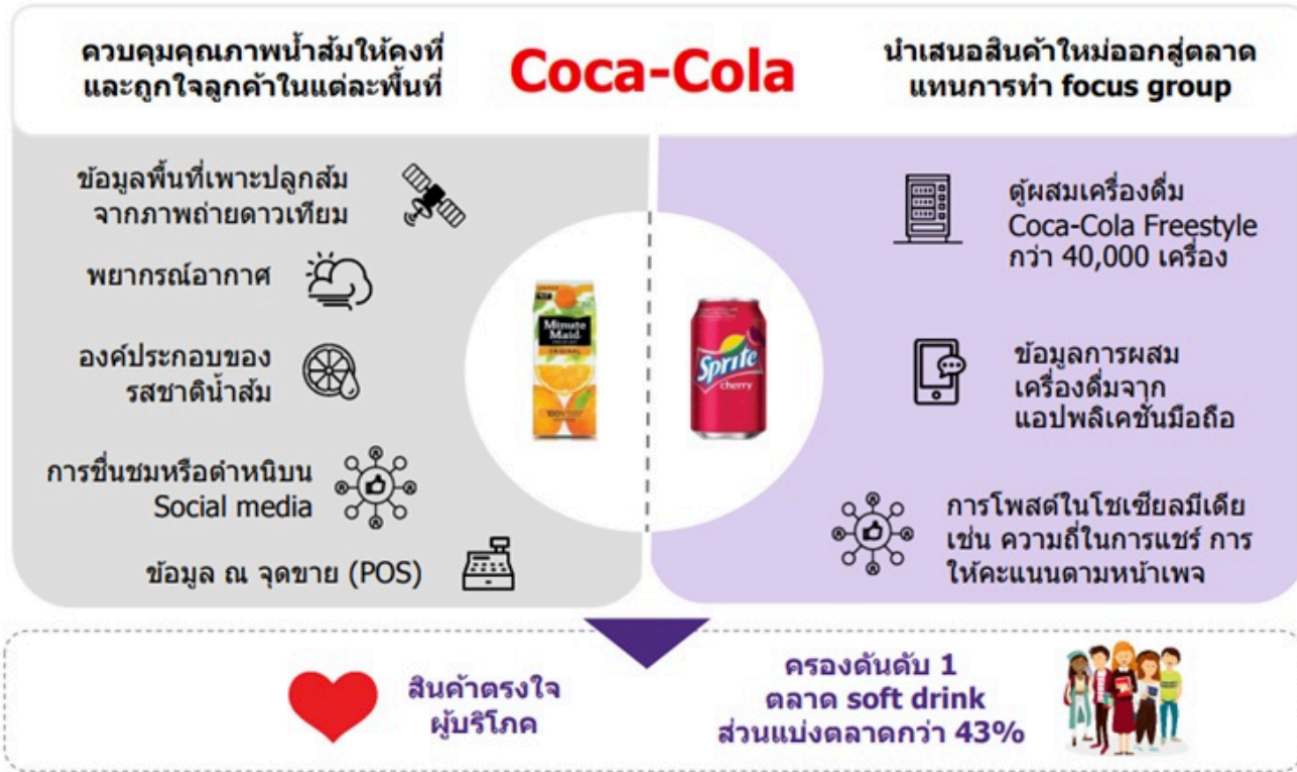 ควบคุมคุณภาพน้ำส้มให้คงที่
และถูกใจลูกค้าในแต่ละพื้นที่
Coca-Cola
นำเสนอสินค้าใหม่ออกสู่ตลาด
แทนการทำ focus group
ข้อมูลพื้นที่เพาะปลูกส้ม
จากภาพถ่ายดาวเทียม
พยากรณ์อากาศ
องค์ประกอบของ
รสชาติน้ำส้ม
การชื่นชมหรือตำหนิบน
Social media
ข้อมูล ณ จุดขาย (POS)
Minute
Maid
ORIGINAL
Sprite
cherry
ตู้ผสมเครื่องดื่ม
Coca-Cola Freestyle
กว่า 40,000 เครื่อง
ข้อมูลการผสม
เครื่องดื่มจาก
แอปพลิเคชั่นมือถือ
การโพสต์ในโซเชียลมีเดีย
เช่น ความถี่ในการแชร์ การ
ให้คะแนนตามหน้าเพจ
สินค้าตรงใจ
ผู้บริโภค
ครองดันดับ 1
ตลาด soft drink
ส่วนแบ่งตลาดกว่า 43%